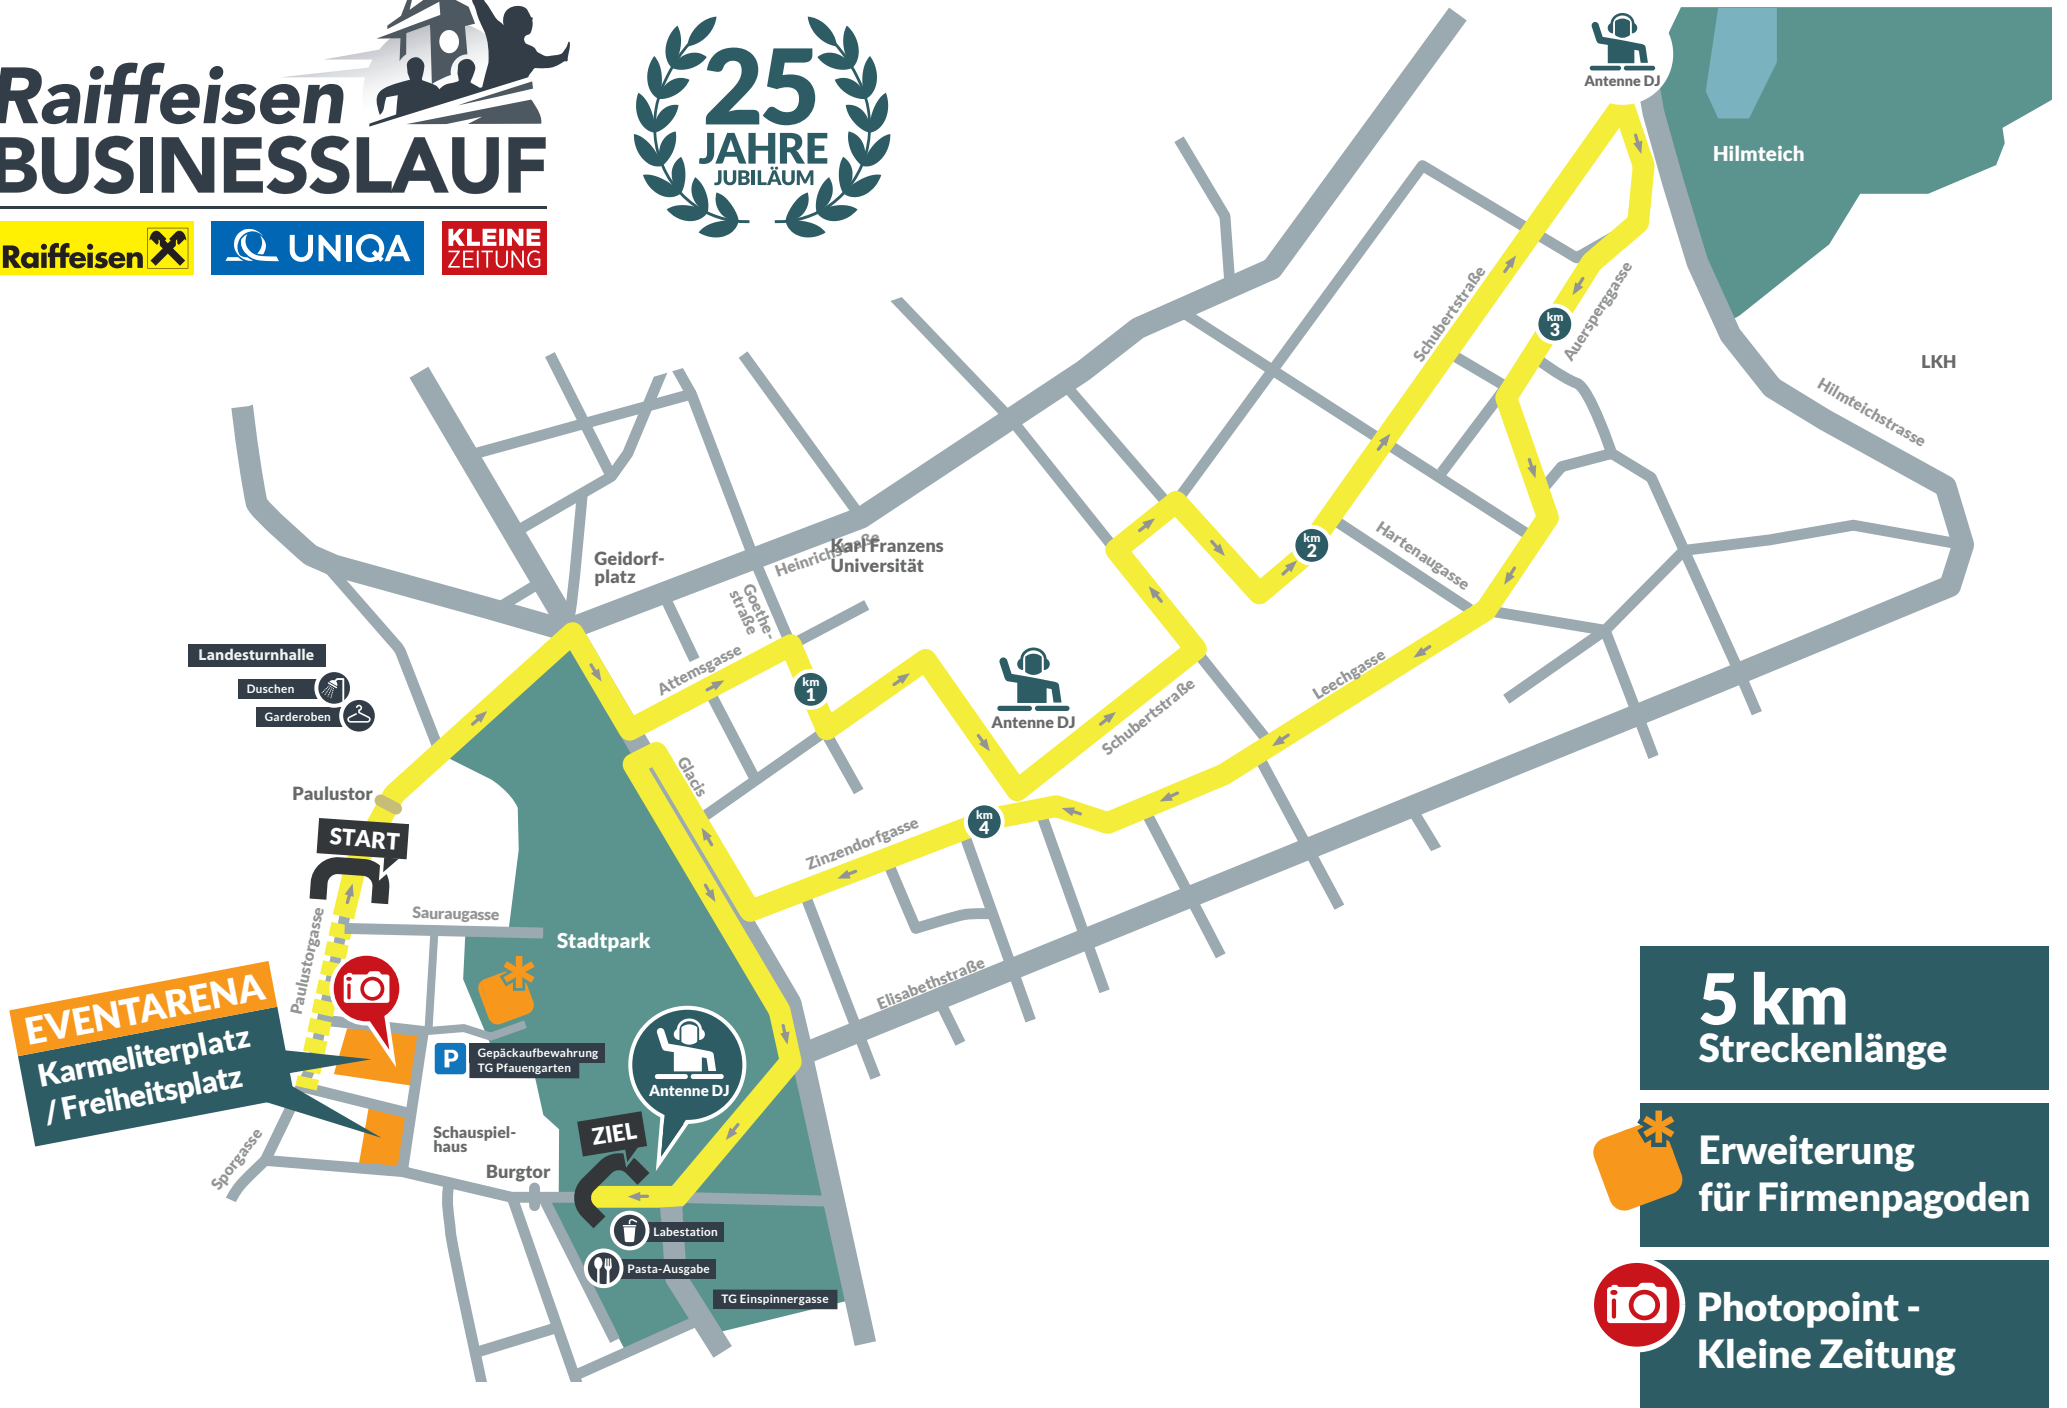 Raiffeisen
BUSINESSLAUF
Raiffeisen
UNIQA
KLEINE
ZEITUNG
25
JAHRE
JUBILÄUM
Antenne DJ
Hilmteich
LKH
Hilmteichstrasse
Schubertstraße
km
3
Auersperggasse
km
2
Hartenaugasse
Leechgasse
Geidorf-
platz
Heinrichstraße
Karl Franzens
Universität
Goethe-
straße
Attemsgasse
km
1
Antenne DJ
Schubertstraße
Landesturnhalle
Duschen
Garderoben
Glacis
Paulustor
START
km
4
Zinzendorfgasse
Paulustorgasse
Sauraugasse
Stadtpark
Elisabethstraße
EVENTARENA
Karmeliterplatz
/ Freiheitsplatz
P
Gepäckaufbewahrung
TG Pfauengarten
Antenne DJ
Schauspiel-
haus
ZIEL
Burgtor
Sporgasse
Labestation
Pasta-Ausgabe
TG Einspinnergasse
5 km
Streckenlänge
Erweiterung
für Firmenpagoden
Photopoint -
Kleine Zeitung